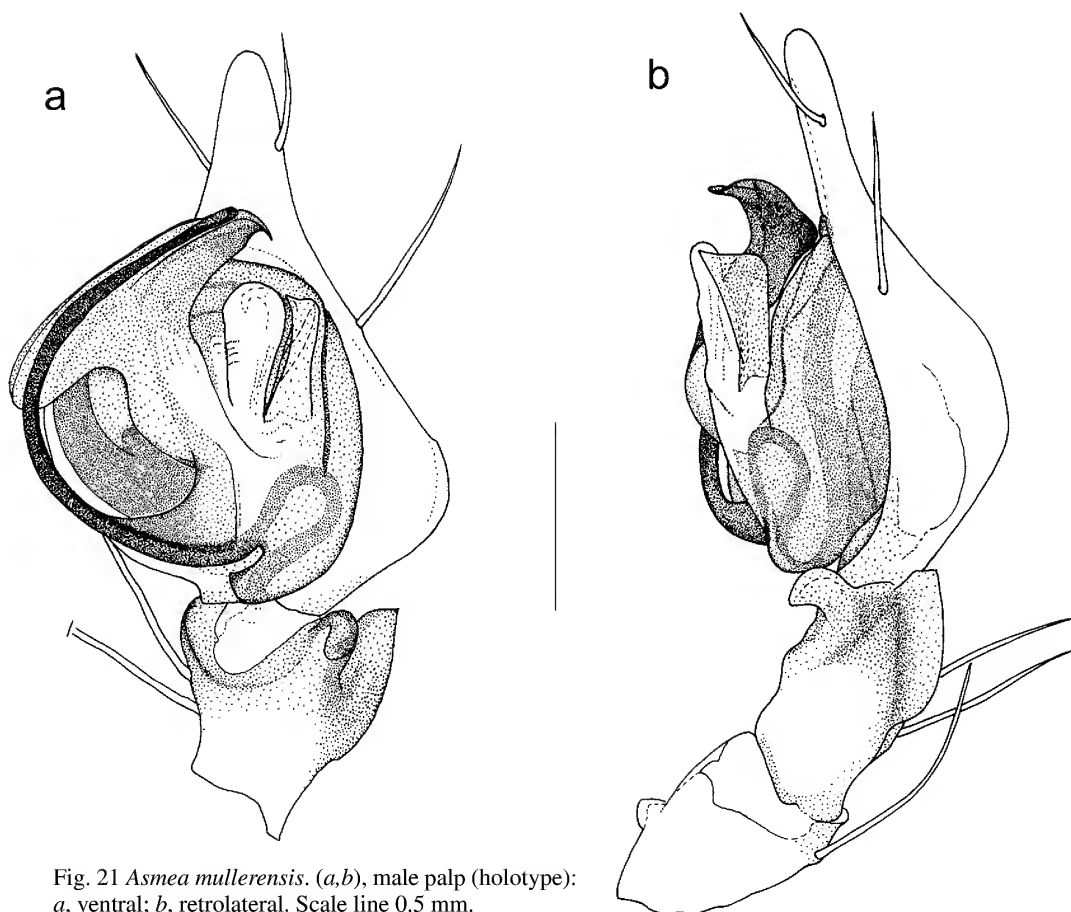 a
b
Fig. 21 Asmea mullerensis. (a,b), male palp (holotype):
a, ventral; b, retrolateral. Scale line 0,5 mm.